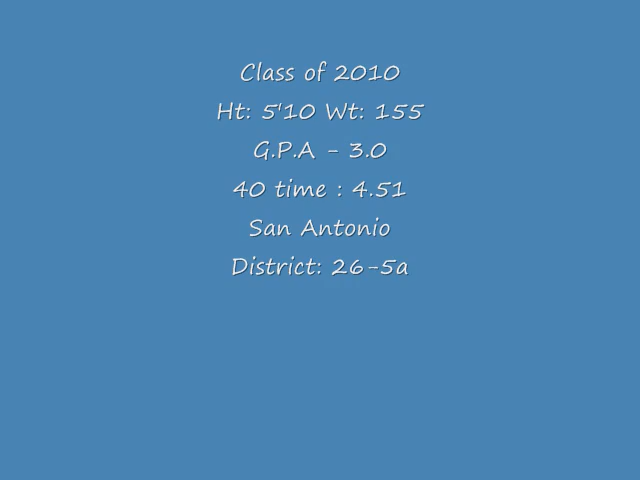 Class of 2010
Ht: 5'10 Wt: 155
G.P.A - 3.0
40 time : 4.51
San Antonio
District: 26-5a